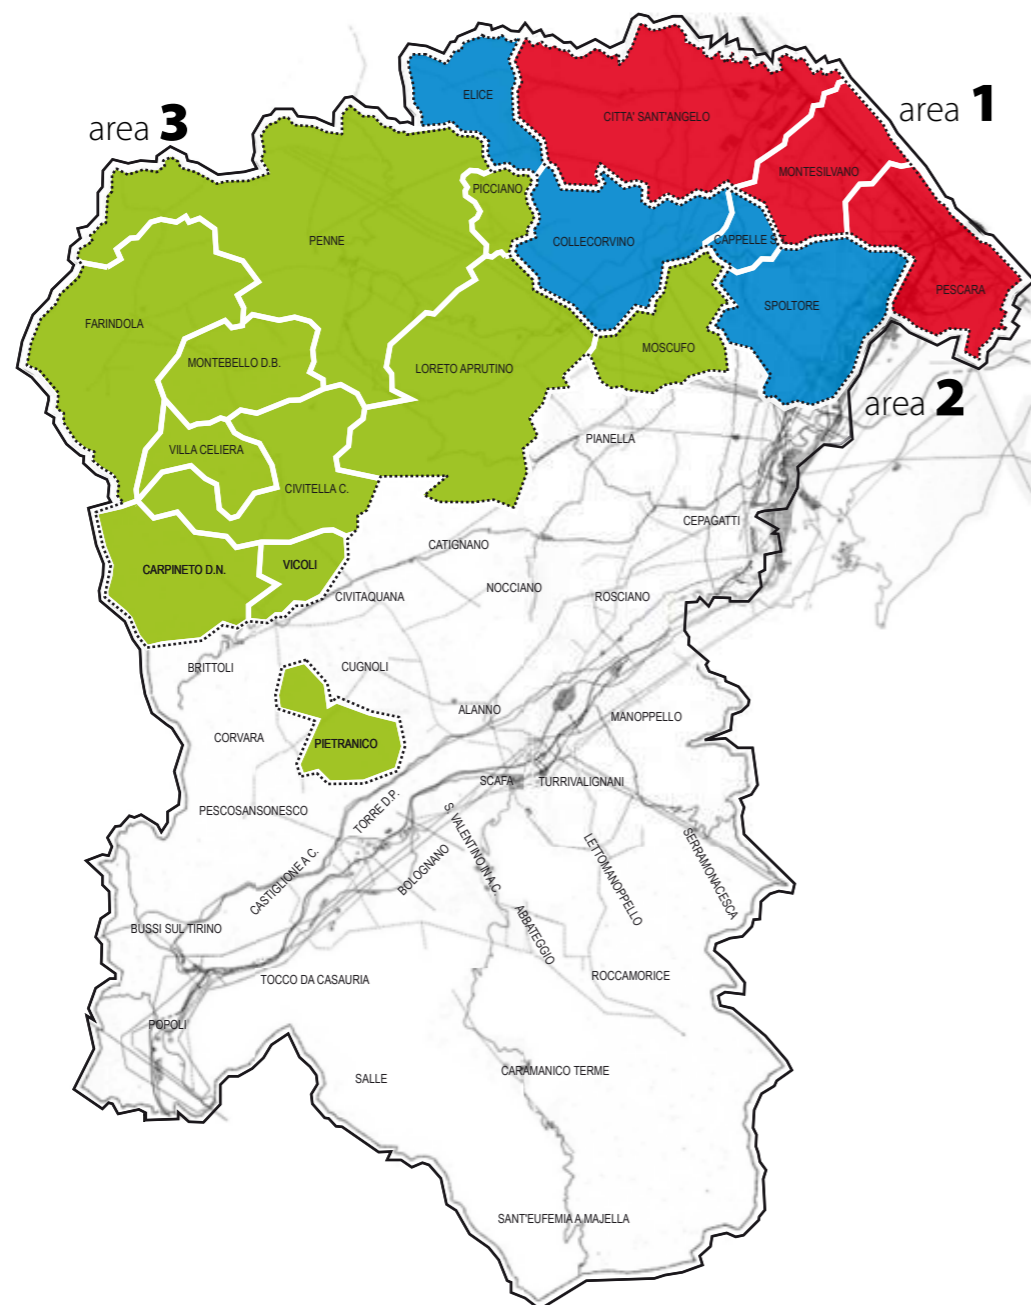 ELICE
area 1
CITTA' SANT'ANGELO
area 3
MONTESILVANO
PICCIANO
PENNE
COLLECORVINO
CAPPELLE S.T.
PESCARA
SPOLTORE
FARINDOLA
MOSCUFO
MONTEBELLO D.B.
LORETO APRUTINO
area 2
PIANELLA
VILLA CELIERA
CIVITELLA C.
CEPAGATTI
CATIGNANO
CARPINETO D.N.
VICOLI
NOCCIANO
CIVITAQUANA
ROSCIANO
BRITTOLI
CUGNOLI
ALANNO
MANOPPELLO
CORVARA
PIETRANICO
SCAFA
TURRIVALIGNANI
PESCOSANSONESCO
TORRE D.P.
S. VALENTINO IN A.C.
LETTOMANOPPELLO
SERRAMONACESCA
BOLOGNANO
CASTIGLIONE A C.
ABBATEGGIO
BUSSI SUL TIRINO
TOCCO DA CASAURIA
ROCCAMORICE
POPOLI
SALLE
CARAMANICO TERME
SANT'EUFEMIA A MAJELLA